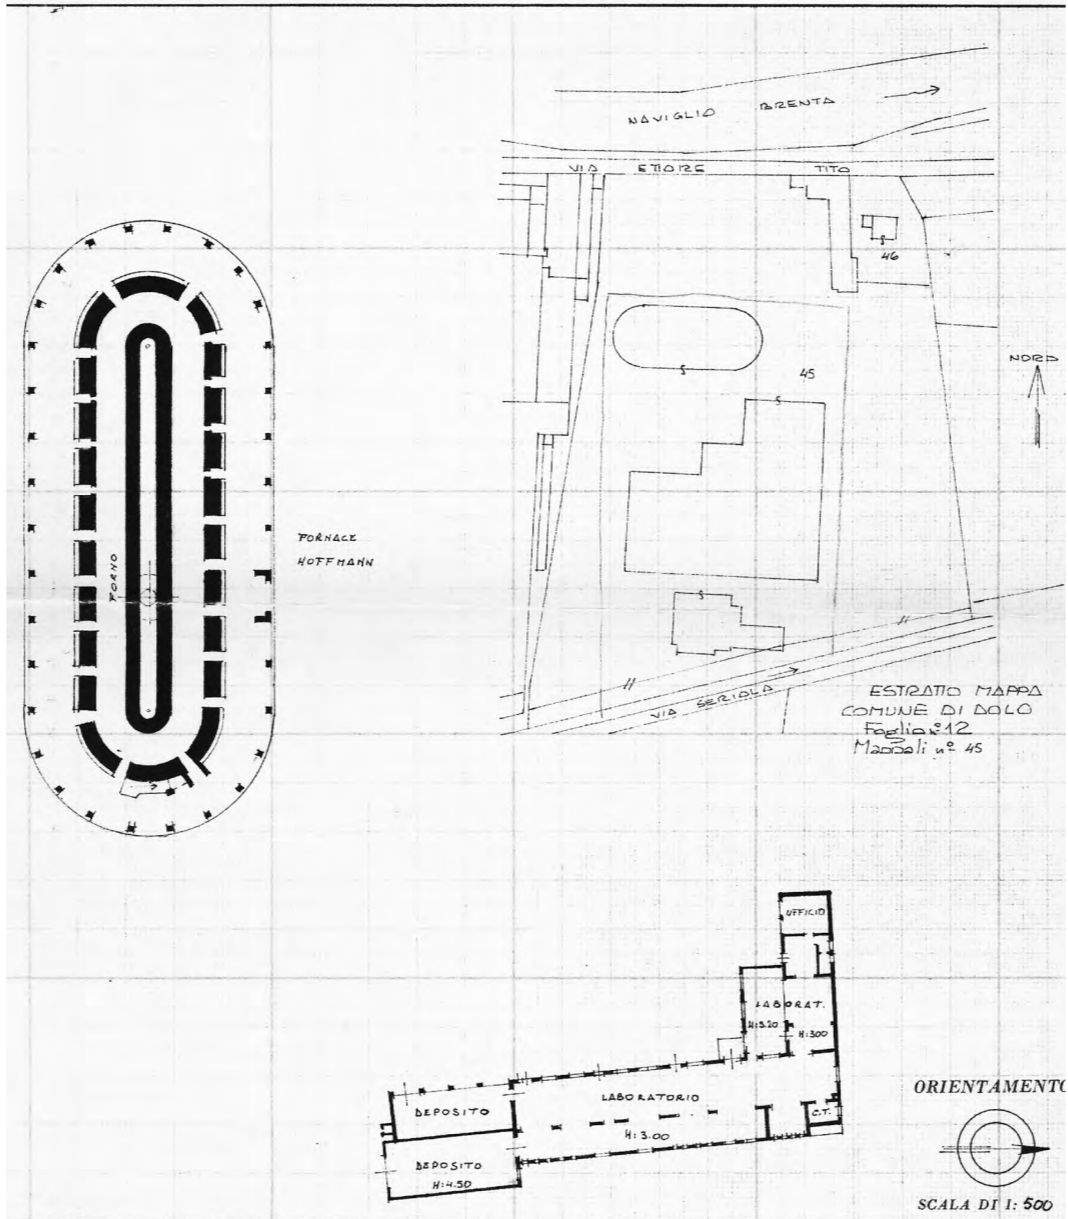 NAVIGLIO BRENTA
VIA ETTORE TITO
46
45
NORD
FORNO
FORNACE
HOFFMANN
VIA SERIOLA
ESTRATTO MAPPA
COMUNE DI DOLO
Foglio n° 12
Mappali n° 45
UFFICIO
LABORAT.
H:3.20
H:300
LABORATORIO
H:3.00
C.T.
DEPOSITO
DEPOSITO
H:4.50
ORIENTAMENTO
SCALA DI 1: 500